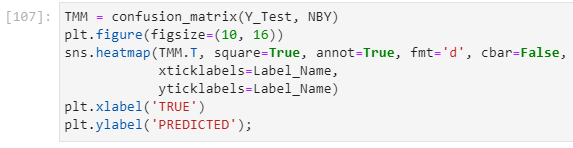 [107]: TMM = confusion_matrix(Y_Test, NBY)
plt.figure(figsize=(10, 16))
sns.heatmap(TMM.T, square=True, annot=True, fmt='d', cbar=False,
            xticklabels=Label_Name,
            yticklabels=Label_Name)
plt.xlabel('TRUE')
plt.ylabel('PREDICTED');